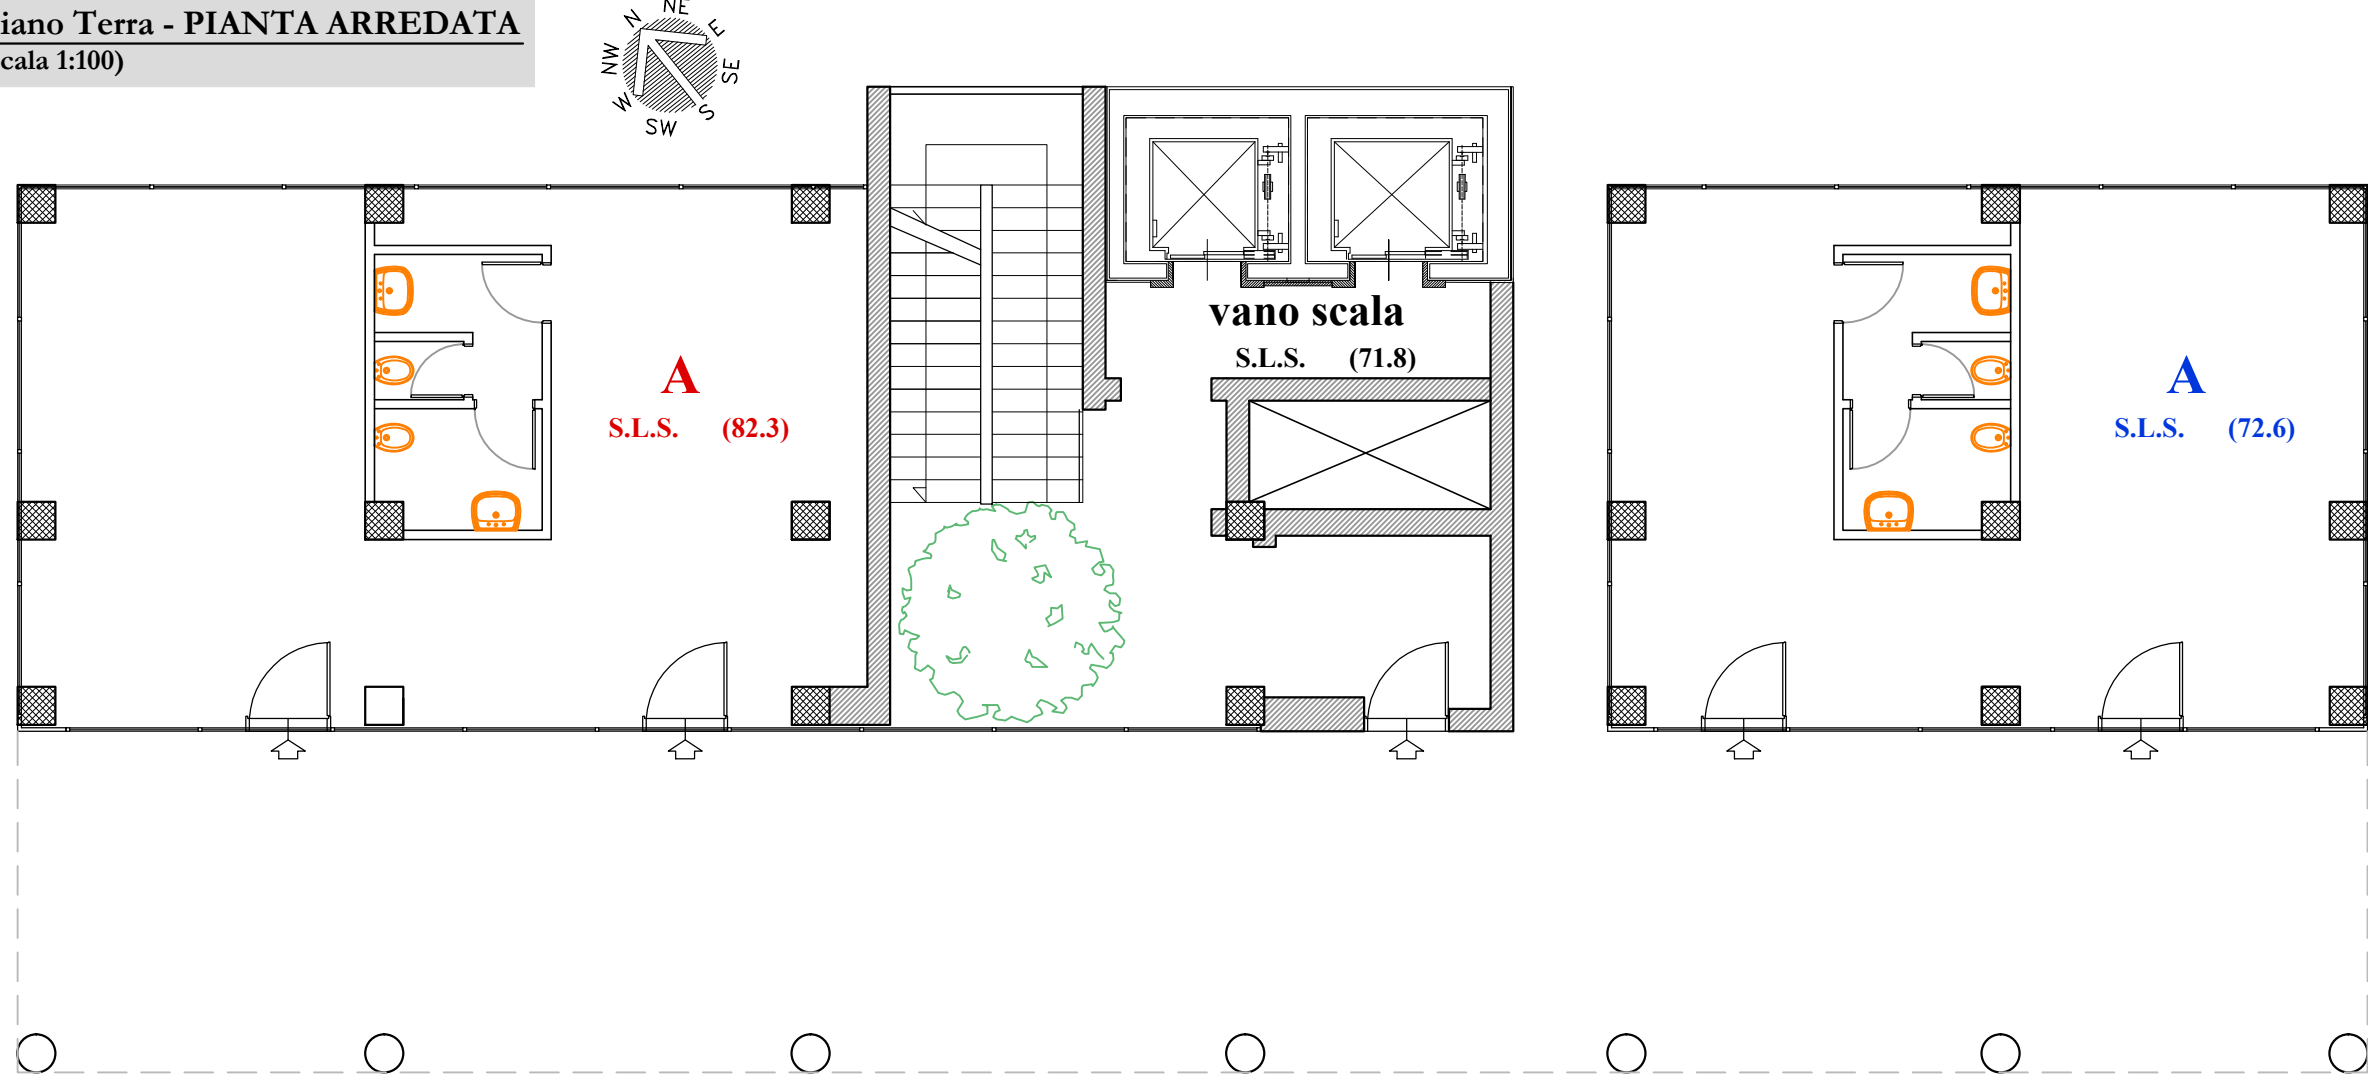 iano Terra - PIANTA ARREDATA
cala 1:100)
N
NE
E
NW
SE
W
S
SW
vano scala
S.L.S. (71.8)
A
S.L.S. (82.3)
A
S.L.S. (72.6)